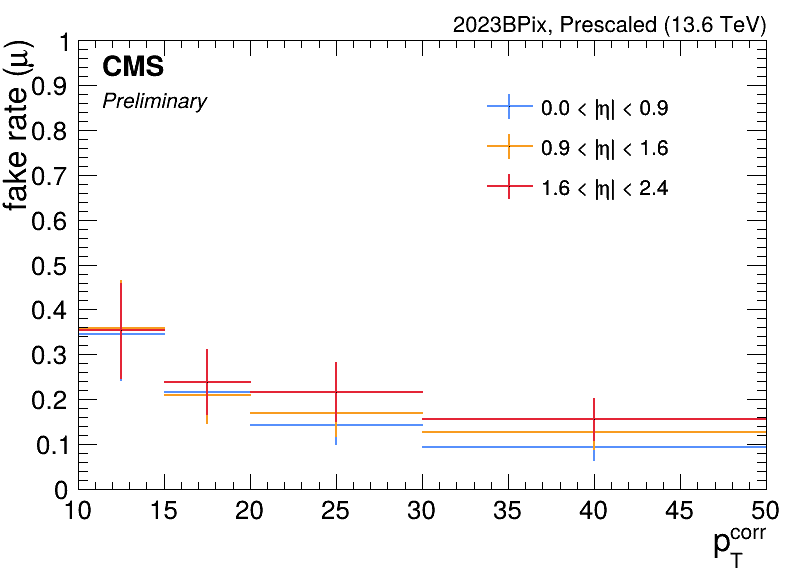 2023BPix, Prescaled (13.6 TeV)
fake rate (μ)
CMS
Preliminary
0.0 < |η| < 0.9
0.9 < |η| < 1.6
1.6 < |η| < 2.4
1
0.9
0.8
0.7
0.6
0.5
0.4
0.3
0.2
0.1
0
10 15 20 25 30 35 40 45 50
p_T^corr